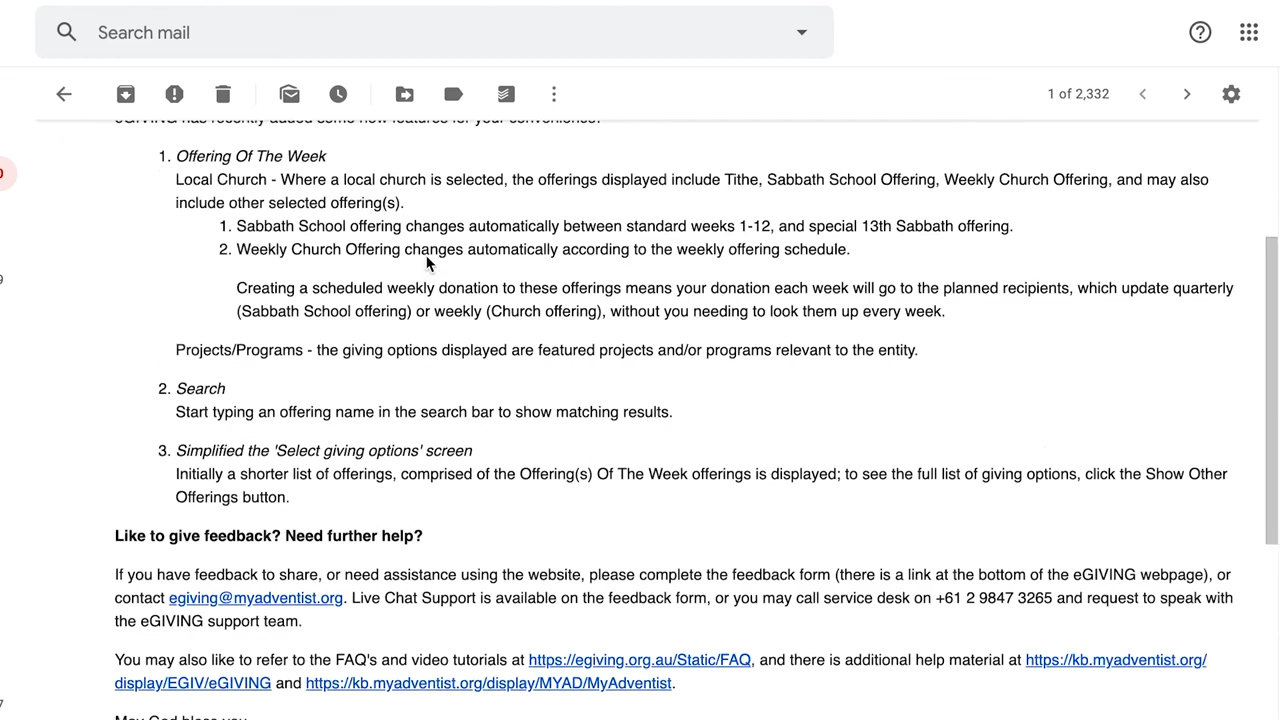 Search mail
1 of 2,332
eGIVING has recently added some new features for your convenience.
1. Offering Of The Week
Local Church - Where a local church is selected, the offerings displayed include Tithe, Sabbath School Offering, Weekly Church Offering, and may also
include other selected offering(s).
1. Sabbath School offering changes automatically between standard weeks 1-12, and special 13th Sabbath offering.
2. Weekly Church Offering changes automatically according to the weekly offering schedule.
Creating a scheduled weekly donation to these offerings means your donation each week will go to the planned recipients, which update quarterly
(Sabbath School offering) or weekly (Church offering), without you needing to look them up every week.
Projects/Programs - the giving options displayed are featured projects and/or programs relevant to the entity.
2. Search
Start typing an offering name in the search bar to show matching results.
3. Simplified the 'Select giving options' screen
Initially a shorter list of offerings, comprised of the Offering(s) Of The Week offerings is displayed; to see the full list of giving options, click the Show Other
Offerings button.
Like to give feedback? Need further help?
If you have feedback to share, or need assistance using the website, please complete the feedback form (there is a link at the bottom of the eGIVING webpage), or
contact egiving@myadventist.org. Live Chat Support is available on the feedback form, or you may call service desk on +61 2 9847 3265 and request to speak with
the eGIVING support team.
You may also like to refer to the FAQ's and video tutorials at https://egiving.org.au/Static/FAQ, and there is additional help material at https://kb.myadventist.org/
display/EGIV/eGIVING and https://kb.myadventist.org/display/MYAD/MyAdventist.
May God bless you